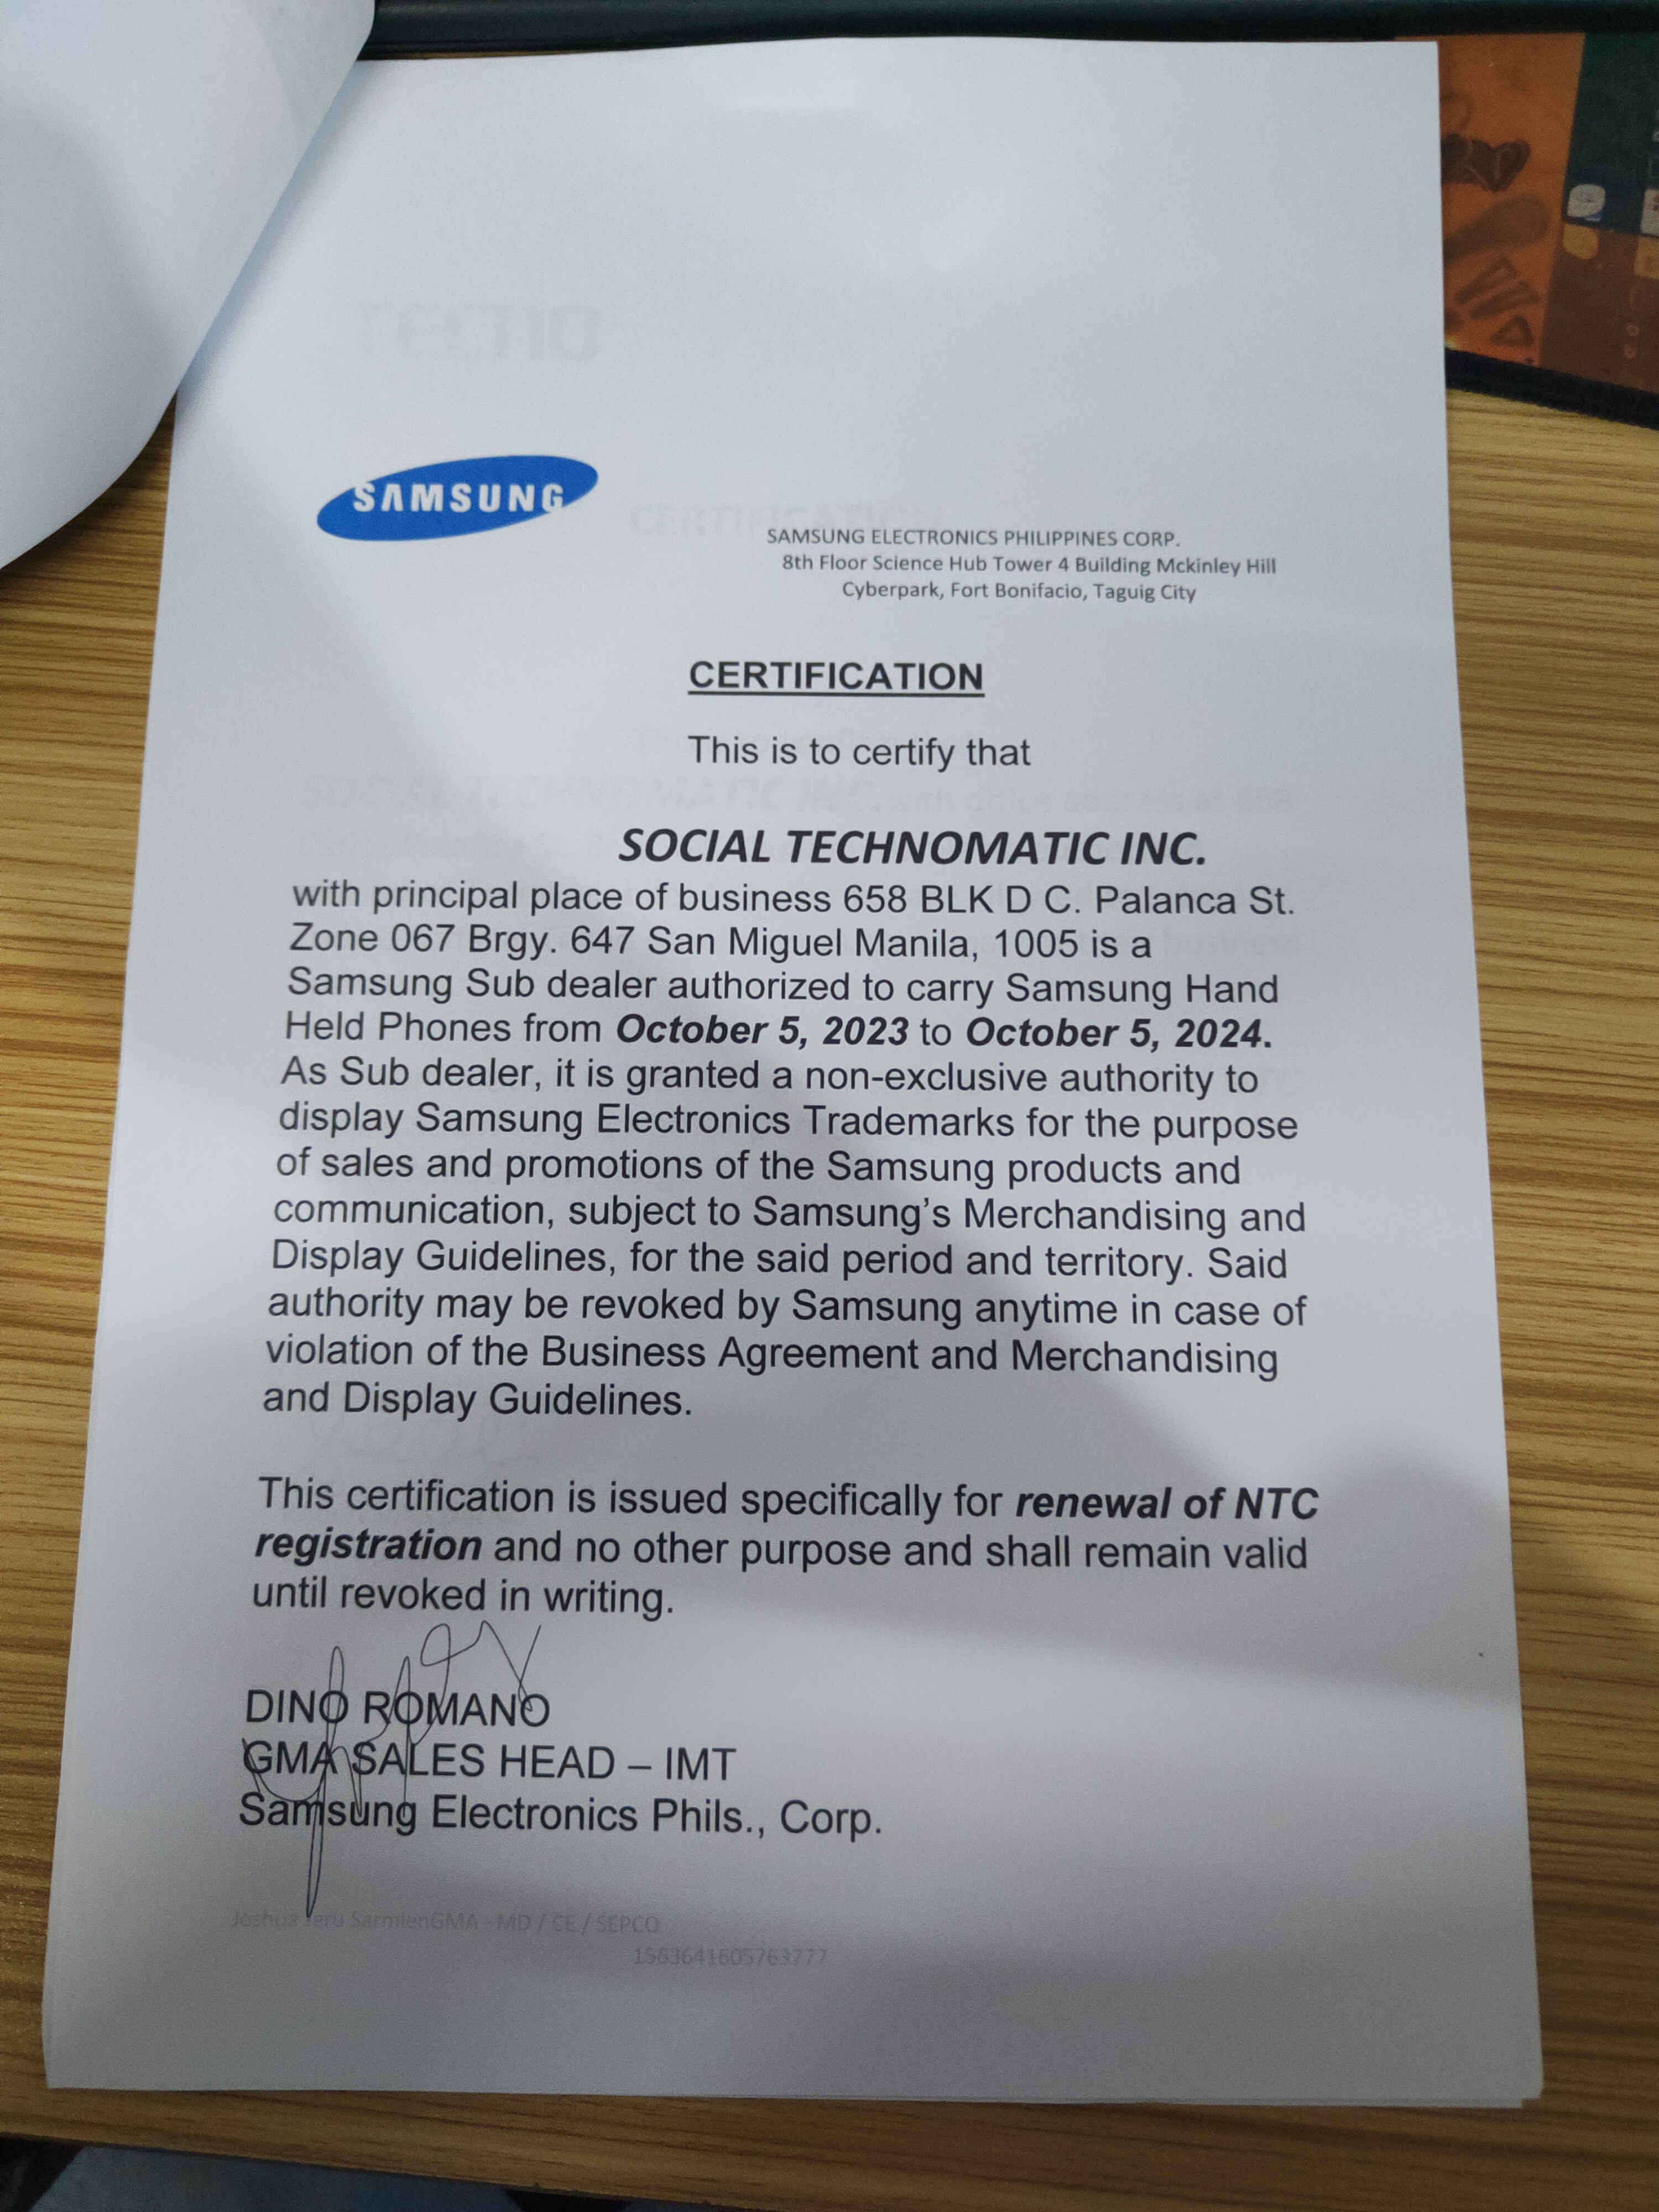 SAMSUNG
SAMSUNG ELECTRONICS PHILIPPINES CORP.
8th Floor Science Hub Tower 4 Building Mckinley Hill
Cyberpark, Fort Bonifacio, Taguig City
CERTIFICATION
This is to certify that
SOCIAL TECHNOMATIC INC.
with principal place of business 658 BLK D C. Palanca St.
Zone 067 Brgy. 647 San Miguel Manila, 1005 is a
Samsung Sub dealer authorized to carry Samsung Hand
Held Phones from October 5, 2023 to October 5, 2024.
As Sub dealer, it is granted a non-exclusive authority to
display Samsung Electronics Trademarks for the purpose
of sales and promotions of the Samsung products and
communication, subject to Samsung's Merchandising and
Display Guidelines, for the said period and territory. Said
authority may be revoked by Samsung anytime in case of
violation of the Business Agreement and Merchandising
and Display Guidelines.
This certification is issued specifically for renewal of NTC
registration and no other purpose and shall remain valid
until revoked in writing.
DINO ROMANO
GMA SALES HEAD – IMT
Samsung Electronics Phils., Corp.
Joshua Jeru SarmienGMA -MD / CE / SEPCO
1563641605763777